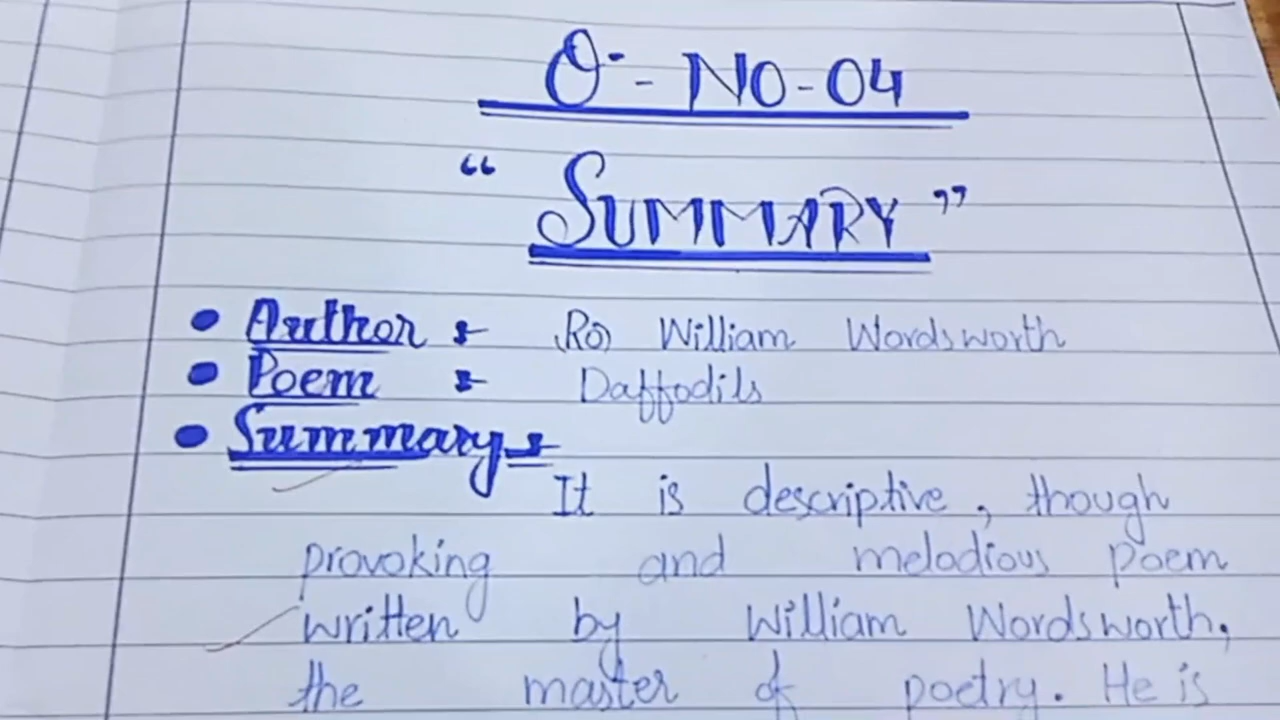 Q - NO - 04
“ SUMMARY ”
• Author :- Ro William Wordsworth
• Poem :- Daffodils
• Summary :-
It is descriptive, though
provoking and melodious poem
written by William Wordsworth,
the master of poetry. He is